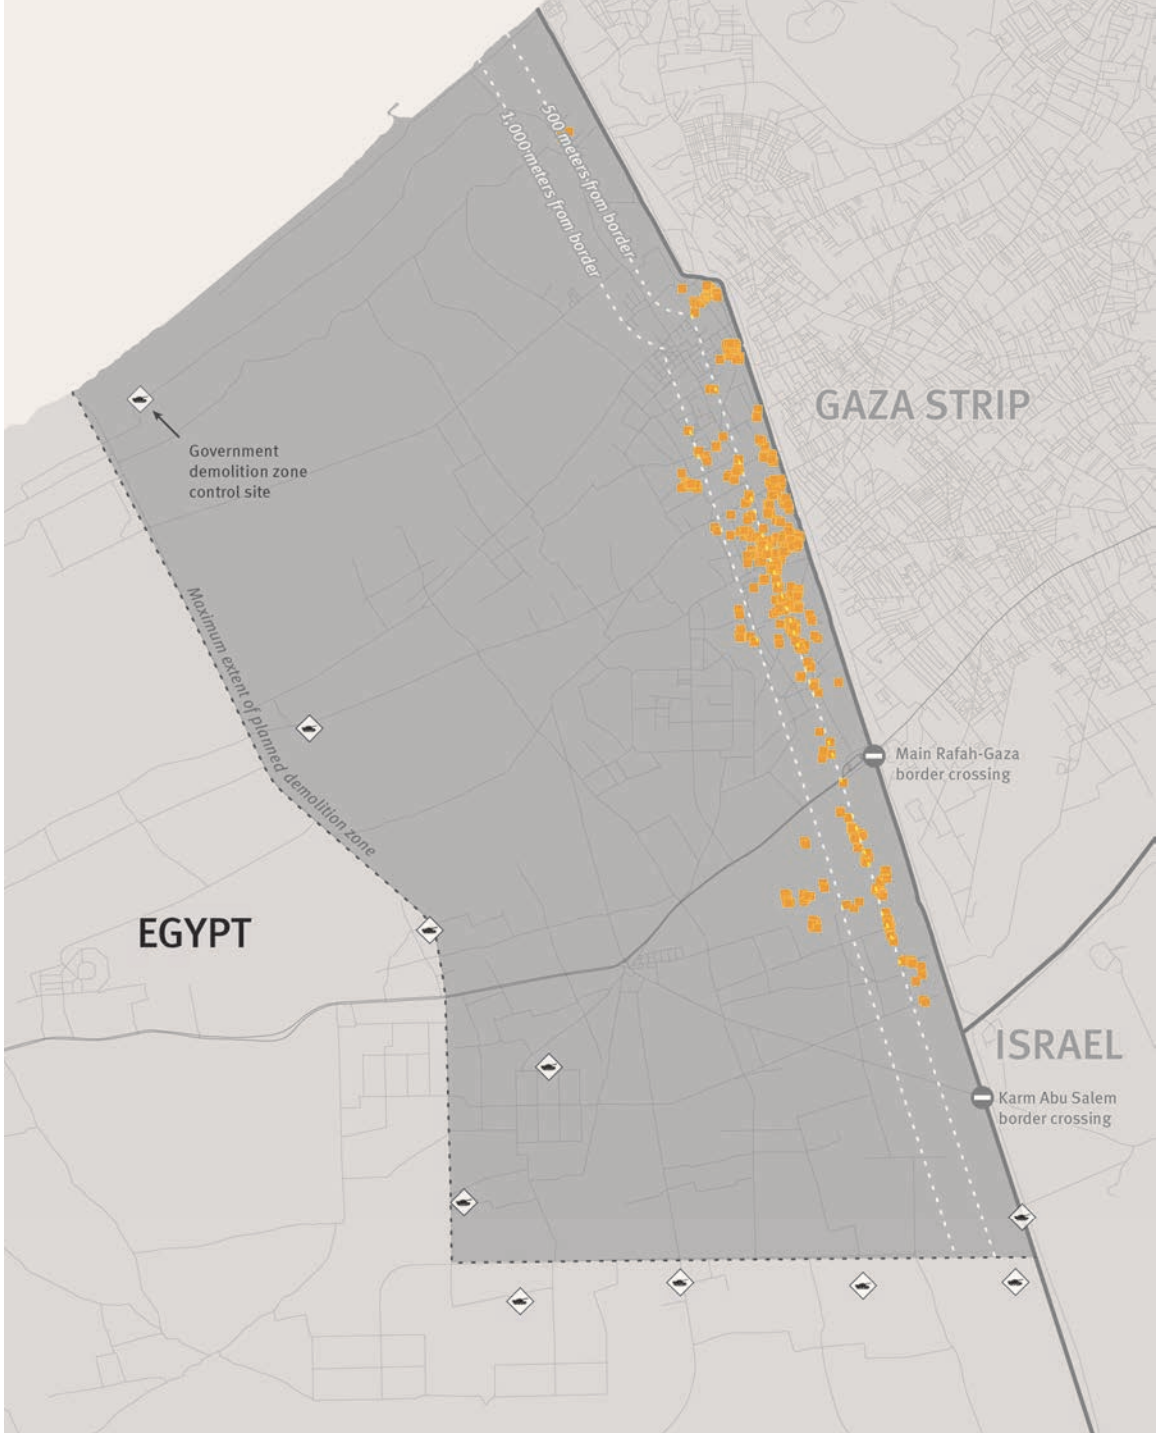 500 meters from border
1,000 meters from border
GAZA STRIP
Government
demolition zone
control site
Maximum extent of planned demolition zone
Main Rafah-Gaza
border crossing
EGYPT
ISRAEL
Karm Abu Salem
border crossing